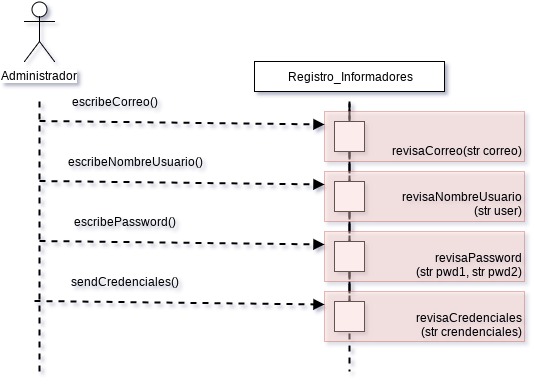 Administrador
Registro_Informadores
escribeCorreo()
revisaCorreo(str correo)
escribeNombreUsuario()
revisaNombreUsuario
(str user)
escribePassword()
revisaPassword
(str pwd1, str pwd2)
sendCredenciales()
revisaCredenciales
(str crendenciales)